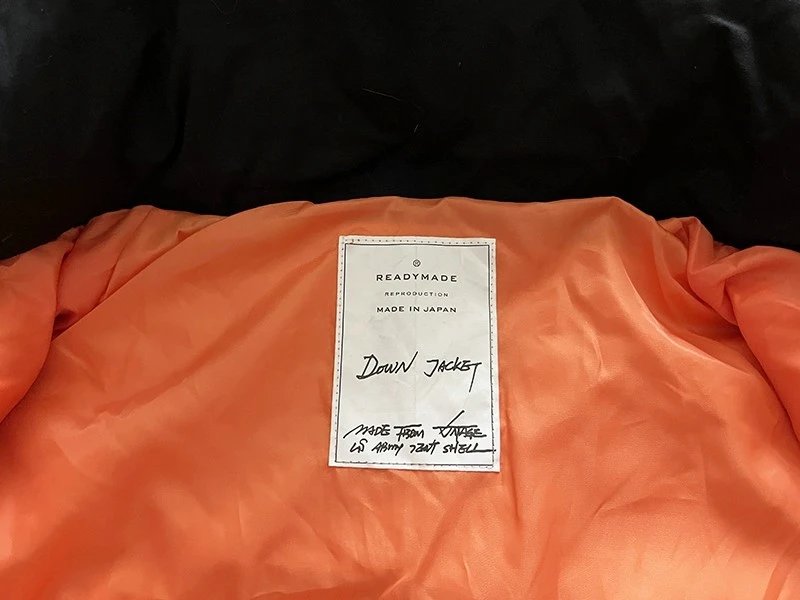 ®
READYMADE
REPRODUCTION
MADE IN JAPAN
DOWN JACKET
MADE FROM VINTAGE
US ARMY TENT SHELL